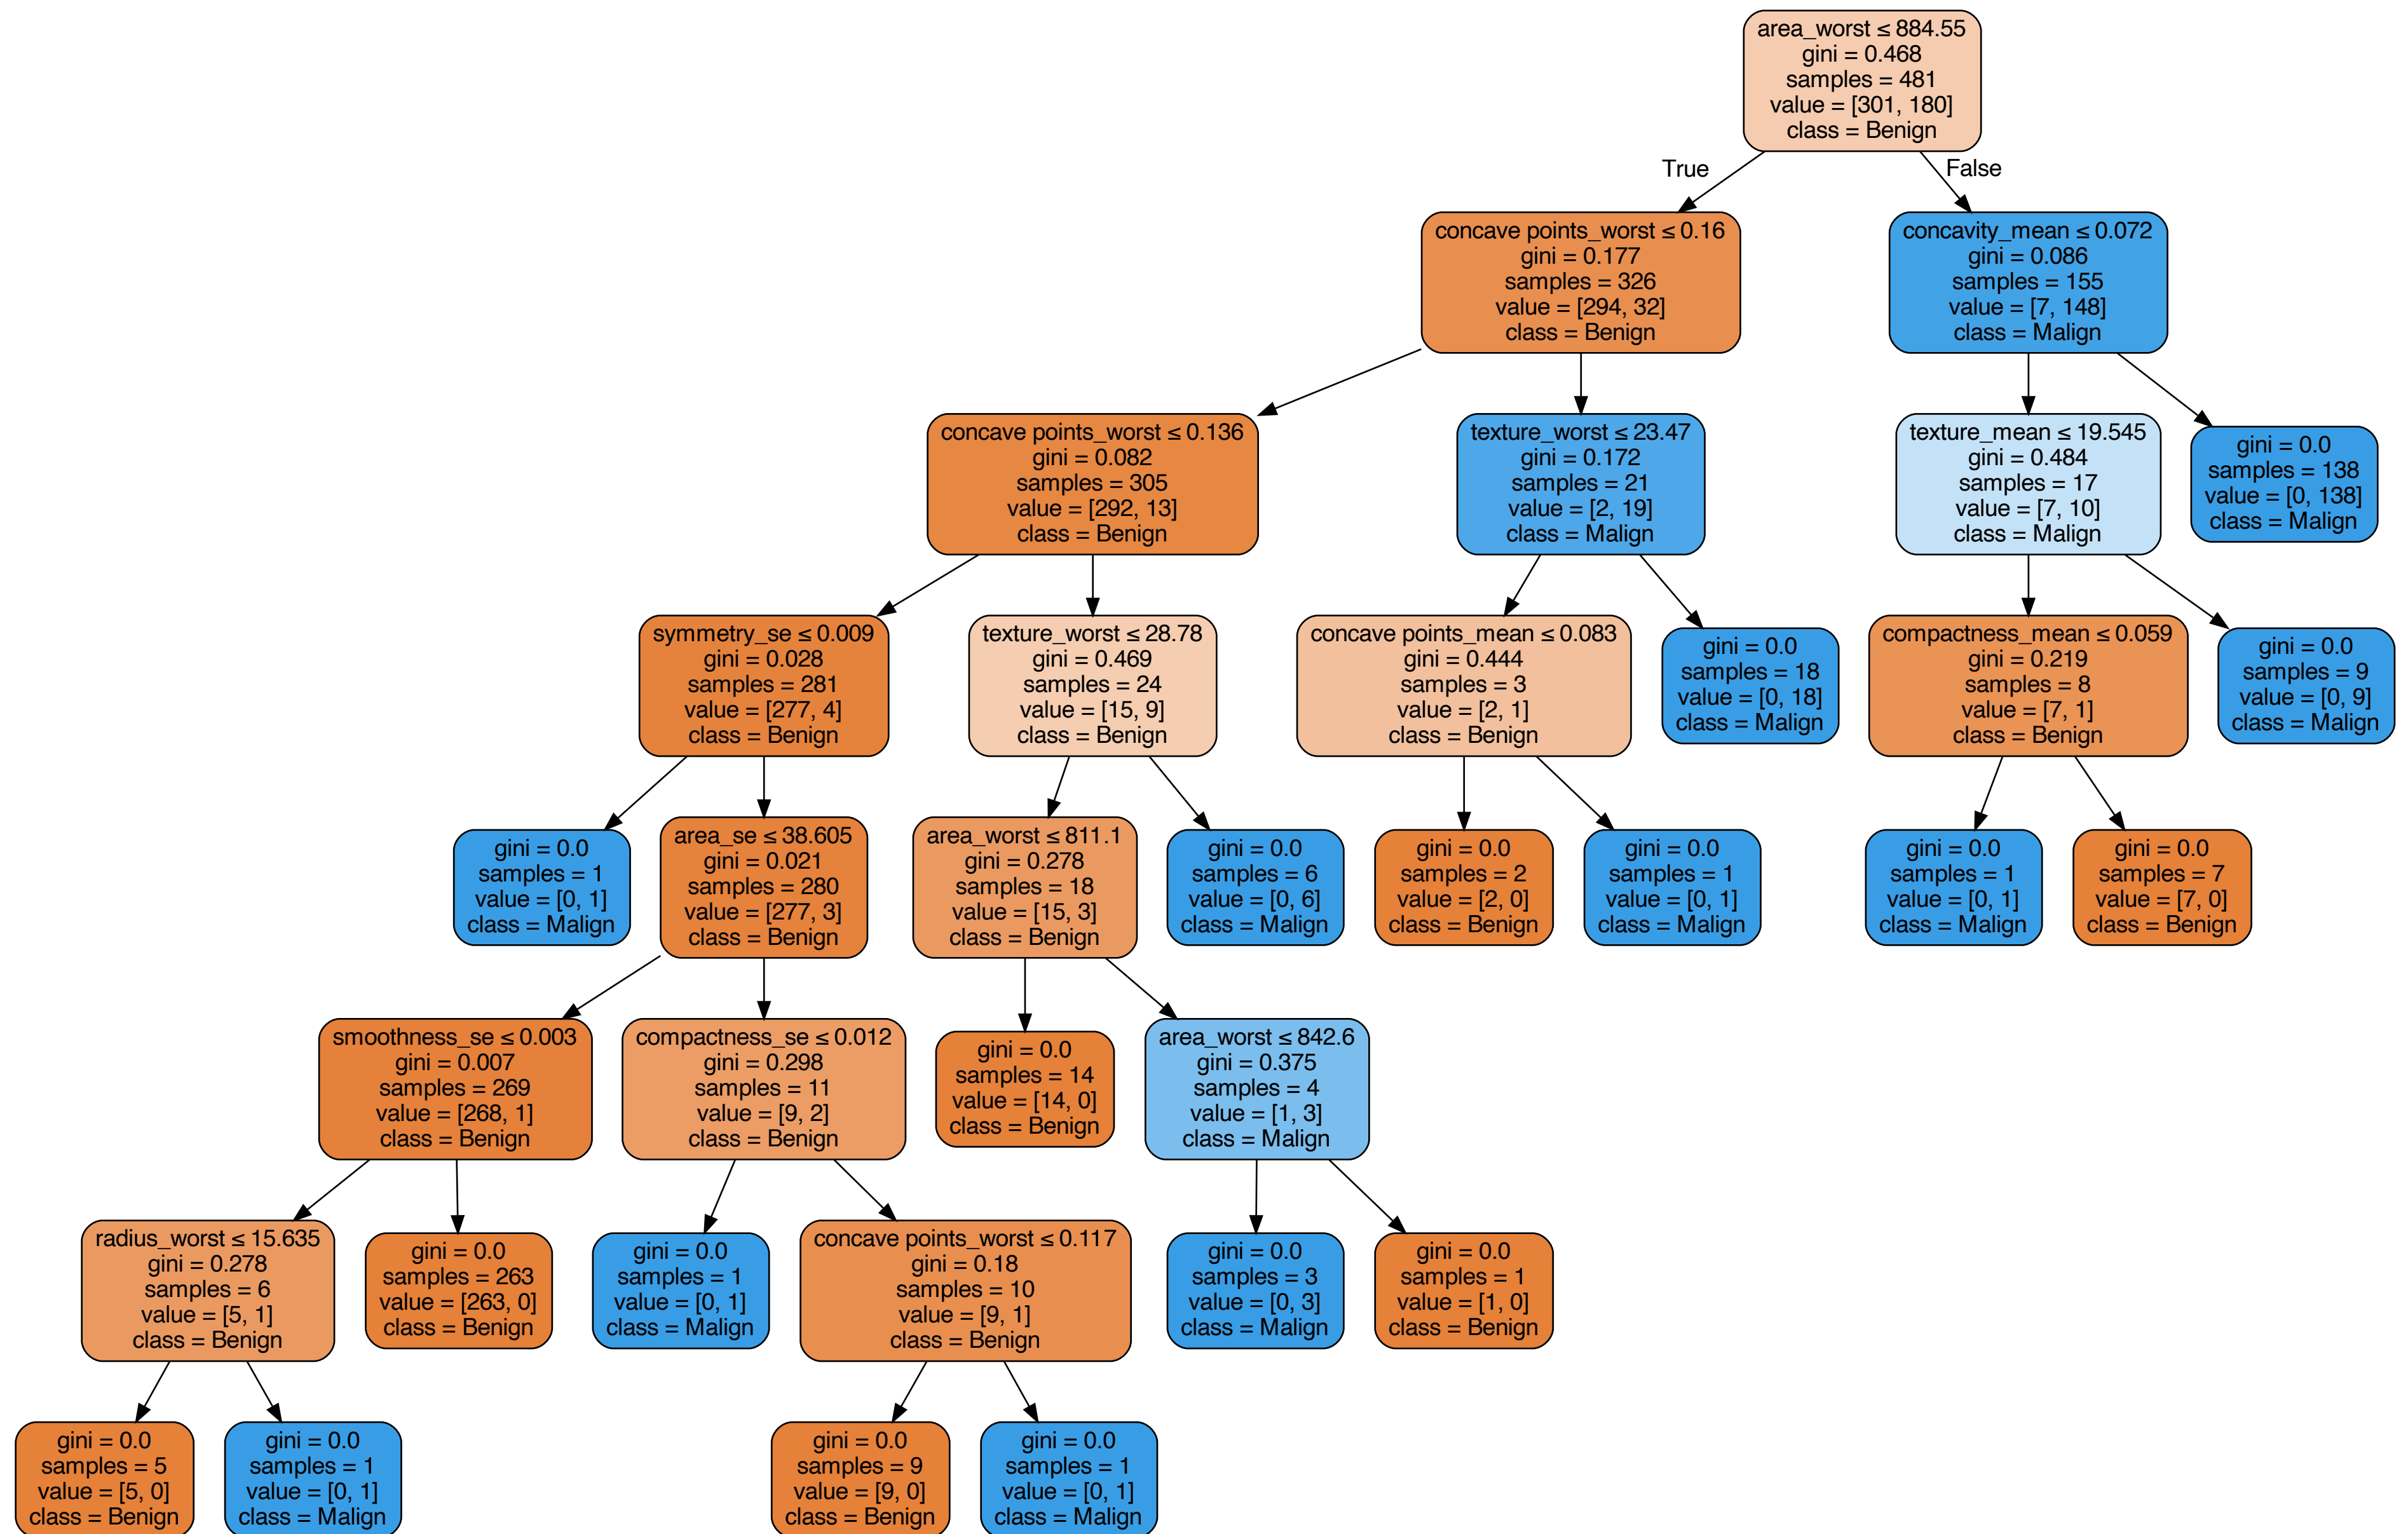 area_worst ≤ 884.55
gini = 0.468
samples = 481
value = [301, 180]
class = Benign
True
False
concave points_worst ≤ 0.16
gini = 0.177
samples = 326
value = [294, 32]
class = Benign
concavity_mean ≤ 0.072
gini = 0.086
samples = 155
value = [7, 148]
class = Malign
concave points_worst ≤ 0.136
gini = 0.082
samples = 305
value = [292, 13]
class = Benign
texture_worst ≤ 23.47
gini = 0.172
samples = 21
value = [2, 19]
class = Malign
texture_mean ≤ 19.545
gini = 0.484
samples = 17
value = [7, 10]
class = Malign
gini = 0.0
samples = 138
value = [0, 138]
class = Malign
symmetry_se ≤ 0.009
gini = 0.028
samples = 281
value = [277, 4]
class = Benign
texture_worst ≤ 28.78
gini = 0.469
samples = 24
value = [15, 9]
class = Benign
concave points_mean ≤ 0.083
gini = 0.444
samples = 3
value = [2, 1]
class = Benign
gini = 0.0
samples = 18
value = [0, 18]
class = Malign
compactness_mean ≤ 0.059
gini = 0.219
samples = 8
value = [7, 1]
class = Benign
gini = 0.0
samples = 9
value = [0, 9]
class = Malign
gini = 0.0
samples = 1
value = [0, 1]
class = Malign
area_se ≤ 38.605
gini = 0.021
samples = 280
value = [277, 3]
class = Benign
area_worst ≤ 811.1
gini = 0.278
samples = 18
value = [15, 3]
class = Benign
gini = 0.0
samples = 6
value = [0, 6]
class = Malign
gini = 0.0
samples = 2
value = [2, 0]
class = Benign
gini = 0.0
samples = 1
value = [0, 1]
class = Malign
gini = 0.0
samples = 1
value = [0, 1]
class = Malign
gini = 0.0
samples = 7
value = [7, 0]
class = Benign
smoothness_se ≤ 0.003
gini = 0.007
samples = 269
value = [268, 1]
class = Benign
compactness_se ≤ 0.012
gini = 0.298
samples = 11
value = [9, 2]
class = Benign
gini = 0.0
samples = 14
value = [14, 0]
class = Benign
area_worst ≤ 842.6
gini = 0.375
samples = 4
value = [1, 3]
class = Malign
radius_worst ≤ 15.635
gini = 0.278
samples = 6
value = [5, 1]
class = Benign
gini = 0.0
samples = 263
value = [263, 0]
class = Benign
gini = 0.0
samples = 1
value = [0, 1]
class = Malign
concave points_worst ≤ 0.117
gini = 0.18
samples = 10
value = [9, 1]
class = Benign
gini = 0.0
samples = 3
value = [0, 3]
class = Malign
gini = 0.0
samples = 1
value = [1, 0]
class = Benign
gini = 0.0
samples = 5
value = [5, 0]
class = Benign
gini = 0.0
samples = 1
value = [0, 1]
class = Malign
gini = 0.0
samples = 9
value = [9, 0]
class = Benign
gini = 0.0
samples = 1
value = [0, 1]
class = Malign